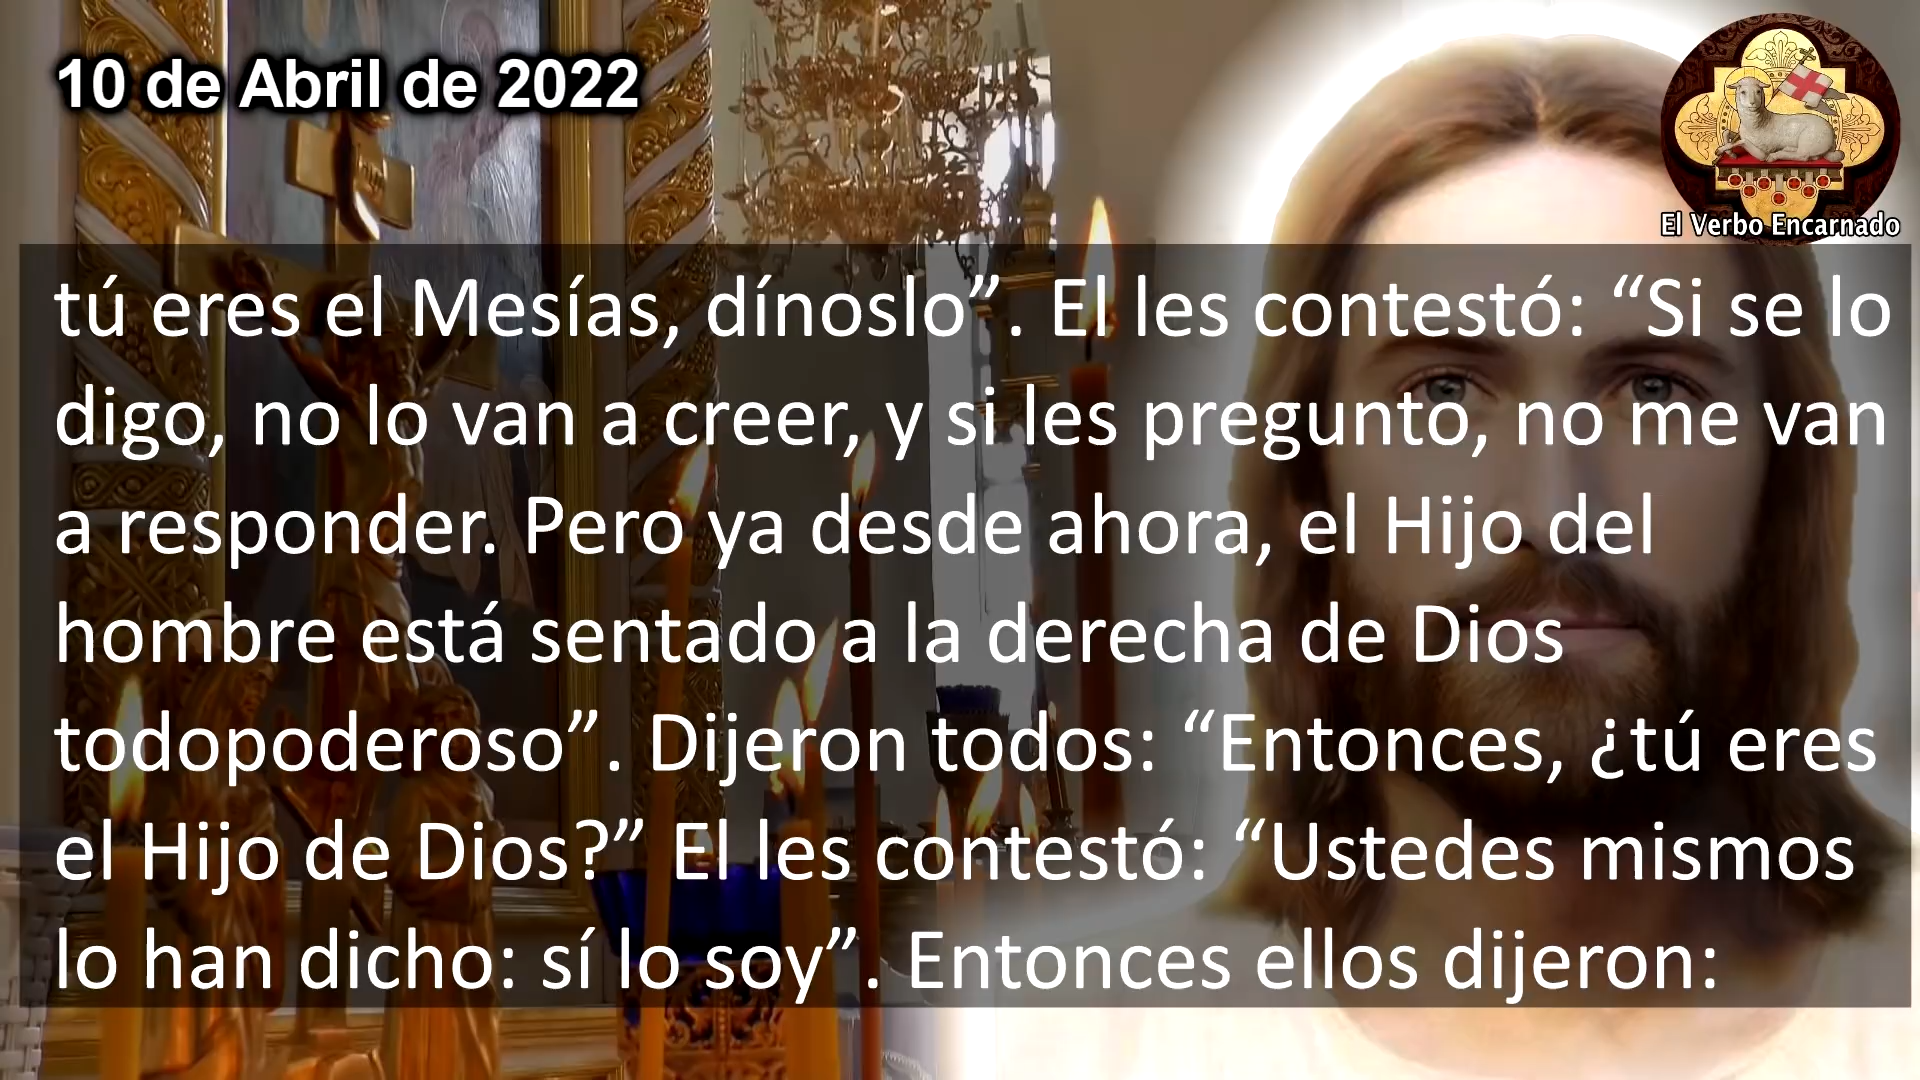 10 de Abril de 2022
El Verbo Encarnado
tú eres el Mesías, dínoslo”. El les contestó: “Si se lo
digo, no lo van a creer, y si les pregunto, no me van
a responder. Pero ya desde ahora, el Hijo del
hombre está sentado a la derecha de Dios
todopoderoso”. Dijeron todos: “Entonces, ¿tú eres
el Hijo de Dios?” El les contestó: “Ustedes mismos
lo han dicho: sí lo soy”. Entonces ellos dijeron: